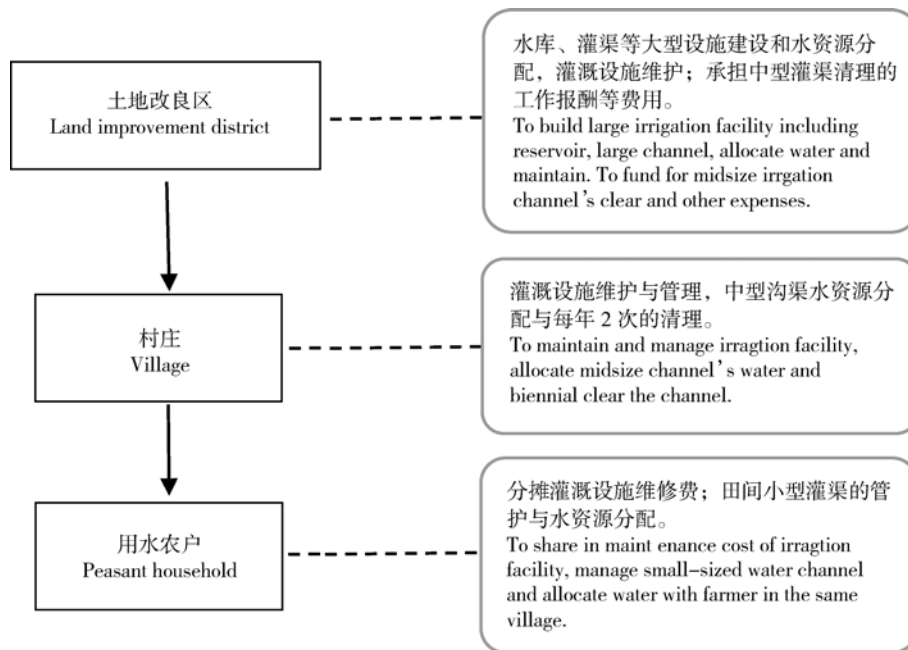 土地改良区
Land improvement district
水库、灌渠等大型设施建设和水资源分
配，灌溉设施维护；承担中型灌渠清理的
工作报酬等费用。
To build large irrigation facility including
reservoir, large channel, allocate water and
maintain. To fund for midsize irrgation
channel's clear and other expenses.
村庄
Village
灌溉设施维护与管理，中型沟渠水资源分
配与每年 2 次的清理。
To maintain and manage irragtion facility,
allocate midsize channel's water and
biennial clear the channel.
用水农户
Peasant household
分摊灌溉设施维修费；田间小型灌渠的管
护与水资源分配。
To share in maint enance cost of irragtion
facility, manage small-sized water channel
and allocate water with farmer in the same
village.